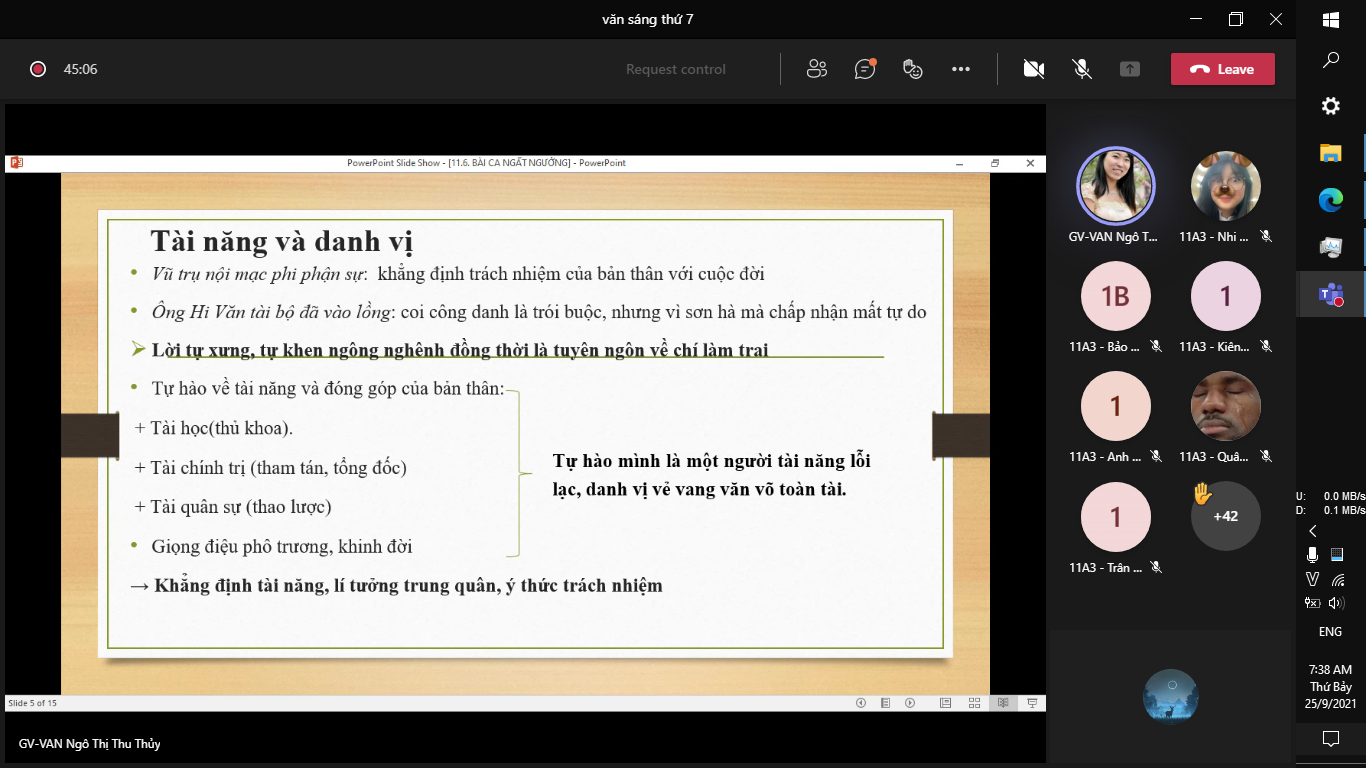 văn sáng thứ 7
45:06
Request control
Leave
PowerPoint Slide Show - [11.6. BÀI CA NGẤT NGƯỞNG] - PowerPoint
Tài năng và danh vị
• Vũ trụ nội mạc phi phận sự: khẳng định trách nhiệm của bản thân với cuộc đời
• Ông Hi Văn tài bộ đã vào lồng: coi công danh là trói buộc, nhưng vì sơn hà mà chấp nhận mất tự do
➢ Lời tự xưng, tự khen ngông nghênh đồng thời là tuyên ngôn về chí làm trai
• Tự hào về tài năng và đóng góp của bản thân:
+ Tài học(thủ khoa).
+ Tài chính trị (tham tán, tổng đốc)
+ Tài quân sự (thao lược)
• Giọng điệu phô trương, khinh đời
→ Khẳng định tài năng, lí tưởng trung quân, ý thức trách nhiệm
Tự hào mình là một người tài năng lỗi
lạc, danh vị vẻ vang văn võ toàn tài.
Slide 5 of 15
GV-VAN Ngô Thị Thu Thủy
GV-VAN Ngô T...
11A3 - Nhi ...
1B
11A3 - Bảo ...
1
11A3 - Kiên...
1
11A3 - Anh ...
11A3 - Quâ...
1
11A3 - Trân ...
+42
U: 0.0 MB/s
D: 0.1 MB/s
ENG
7:38 AM
Thứ Bảy
25/9/2021